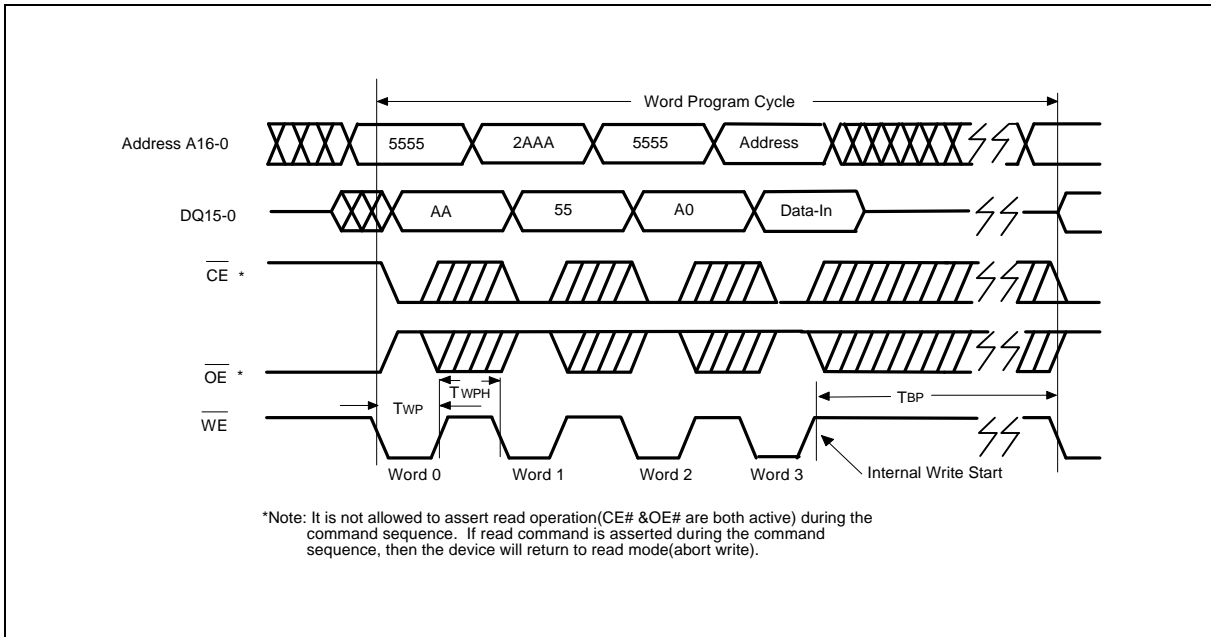 Word Program Cycle
Address A16-0
5555
2AAA
5555
Address
DQ15-0
AA
55
A0
Data-In
CE *
OE *
TWP
TWPH
TBP
WE
Word 0
Word 1
Word 2
Word 3
Internal Write Start
*Note: It is not allowed to assert read operation(CE# &OE# are both active) during the
command sequence. If read command is asserted during the command
sequence, then the device will return to read mode(abort write).